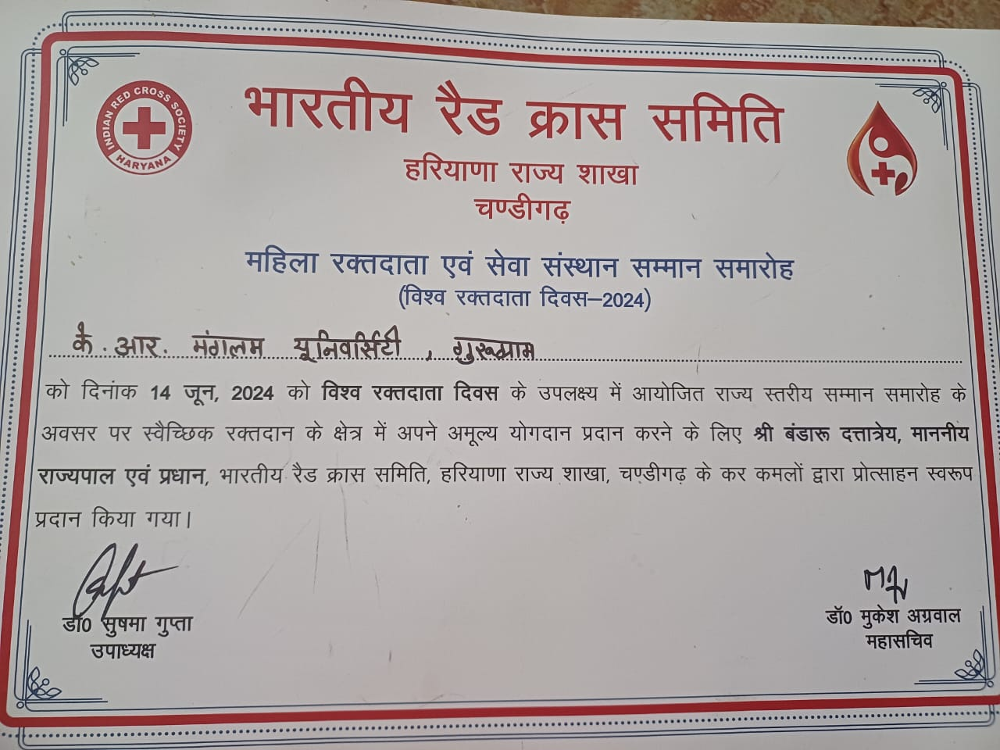 INDIAN RED CROSS SOCIETY
HARYANA
भारतीय रैड क्रास समिति
हरियाणा राज्य शाखा
चण्डीगढ़
महिला रक्तदाता एवं सेवा संस्थान सम्मान समारोह
(विश्व रक्तदाता दिवस–2024)
के. आर. मंगलम यूनिवर्सिटी, गुरूग्राम
को दिनांक 14 जून, 2024 को विश्व रक्तदाता दिवस के उपलक्ष्य में आयोजित राज्य स्तरीय सम्मान समारोह के
अवसर पर स्वैच्छिक रक्तदान के क्षेत्र में अपने अमूल्य योगदान प्रदान करने के लिए श्री बंडारू दत्तात्रेय, माननीय
राज्यपाल एवं प्रधान, भारतीय रैड क्रास समिति, हरियाणा राज्य शाखा, चण्डीगढ़ के कर कमलों द्वारा प्रोत्साहन स्वरूप
प्रदान किया गया।
डॉ0 सुषमा गुप्ता
उपाध्यक्ष
डॉ0 मुकेश अग्रवाल
महासचिव